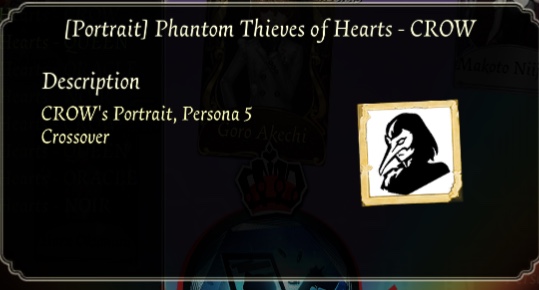 [Portrait] Phantom Thieves of Hearts - CROW
Description
CROW's Portrait, Persona 5
Crossover
Goro Akechi